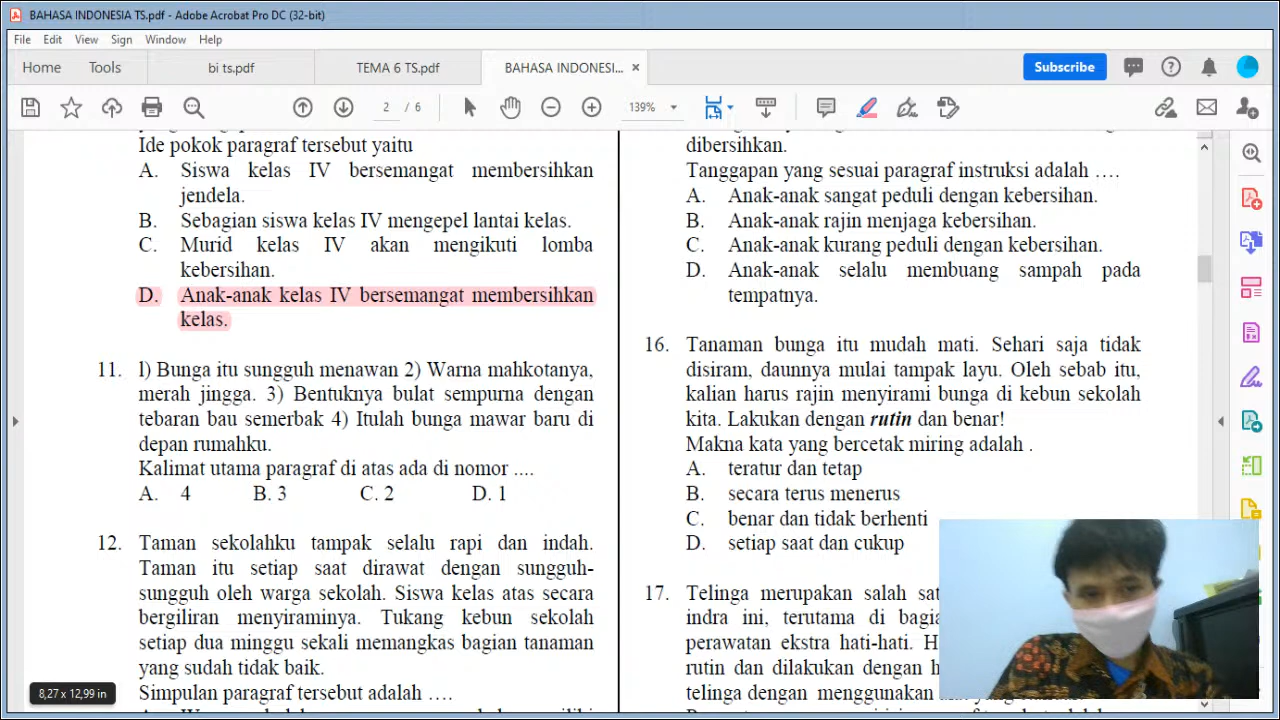 BAHASA INDONESIA TS.pdf - Adobe Acrobat Pro DC (32-bit)
File Edit View Sign Window Help
Home Tools bi ts.pdf TEMA 6 TS.pdf BAHASA INDONESI... × Subscribe
2 / 6 139%
Ide pokok paragraf tersebut yaitu
A. Siswa kelas IV bersemangat membersihkan
jendela.
B. Sebagian siswa kelas IV mengepel lantai kelas.
C. Murid kelas IV akan mengikuti lomba
kebersihan.
D. Anak-anak kelas IV bersemangat membersihkan
kelas.
11. l) Bunga itu sungguh menawan 2) Warna mahkotanya,
merah jingga. 3) Bentuknya bulat sempurna dengan
tebaran bau semerbak 4) Itulah bunga mawar baru di
depan rumahku.
Kalimat utama paragraf di atas ada di nomor ....
A. 4 B. 3 C. 2 D. 1
12. Taman sekolahku tampak selalu rapi dan indah.
Taman itu setiap saat dirawat dengan sungguh-
sungguh oleh warga sekolah. Siswa kelas atas secara
bergiliran menyiraminya. Tukang kebun sekolah
setiap dua minggu sekali memangkas bagian tanaman
yang sudah tidak baik.
Simpulan paragraf tersebut adalah ….
8,27 x 12,99 in
dibersihkan.
Tanggapan yang sesuai paragraf instruksi adalah ….
A. Anak-anak sangat peduli dengan kebersihan.
B. Anak-anak rajin menjaga kebersihan.
C. Anak-anak kurang peduli dengan kebersihan.
D. Anak-anak selalu membuang sampah pada
tempatnya.
16. Tanaman bunga itu mudah mati. Sehari saja tidak
disiram, daunnya mulai tampak layu. Oleh sebab itu,
kalian harus rajin menyirami bunga di kebun sekolah
kita. Lakukan dengan rutin dan benar!
Makna kata yang bercetak miring adalah .
A. teratur dan tetap
B. secara terus menerus
C. benar dan tidak berhenti
D. setiap saat dan cukup
17. Telinga merupakan salah
indra ini, terutama di
perawatan ekstra hati-hati.
rutin dan dilakukan dengan
telinga dengan menggunakan